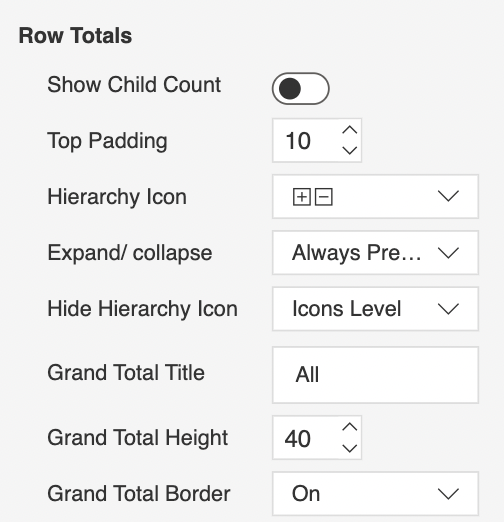 Row Totals
Show Child Count
Top Padding 10
Hierarchy Icon
Expand/ collapse Always Pre...
Hide Hierarchy Icon Icons Level
Grand Total Title All
Grand Total Height 40
Grand Total Border On